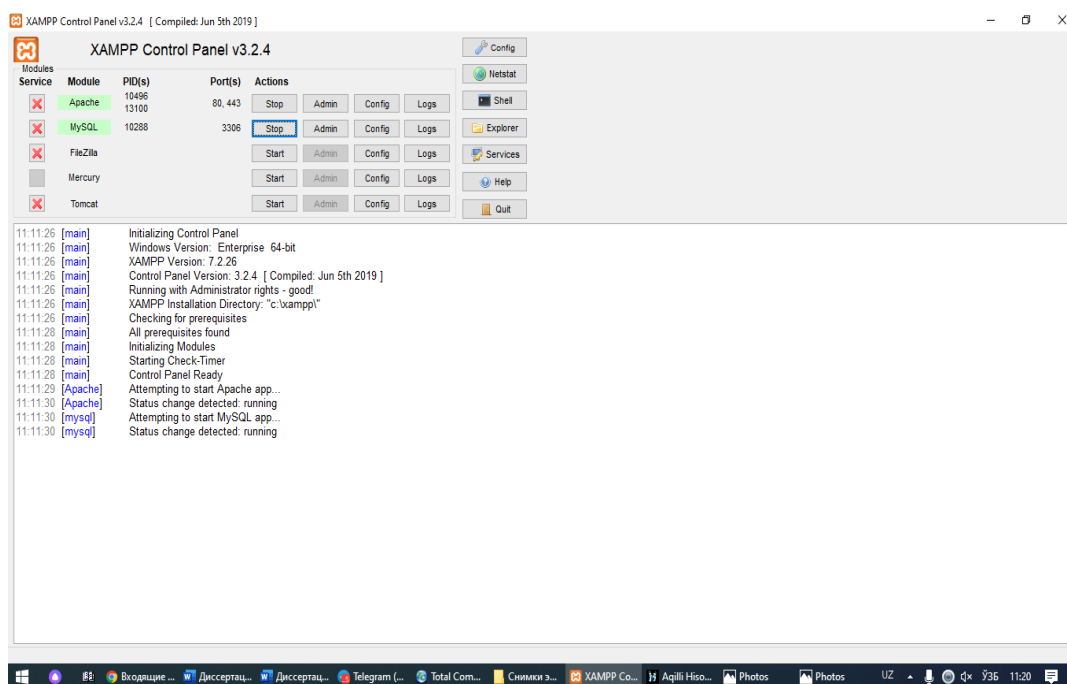 XAMPP Control Panel v3.2.4 [ Compiled: Jun 5th 2019 ]
XAMPP Control Panel v3.2.4
Config
Modules
Service Module PID(s) Port(s) Actions
Netstat
Apache 10496 13100 80, 443 Stop Admin Config Logs
Shell
MySQL 10288 3306 Stop Admin Config Logs
Explorer
FileZilla Start Admin Config Logs
Services
Mercury Start Admin Config Logs
Help
Tomcat Start Admin Config Logs
Quit
11:11:26 [main] Initializing Control Panel
11:11:26 [main] Windows Version: Enterprise 64-bit
11:11:26 [main] XAMPP Version: 7.2.26
11:11:26 [main] Control Panel Version: 3.2.4 [ Compiled: Jun 5th 2019 ]
11:11:26 [main] Running with Administrator rights - good!
11:11:26 [main] XAMPP Installation Directory: "c:\xampp\"
11:11:26 [main] Checking for prerequisites
11:11:28 [main] All prerequisites found
11:11:28 [main] Initializing Modules
11:11:28 [main] Starting Check-Timer
11:11:28 [main] Control Panel Ready
11:11:29 [Apache] Attempting to start Apache app...
11:11:30 [Apache] Status change detected: running
11:11:30 [mysql] Attempting to start MySQL app...
11:11:30 [mysql] Status change detected: running
Входящие ... Диссертац... Диссертац... Telegram (... Total Com... Снимки э... XAMPP Co... Aqilli Hiso... Photos Photos UZ ЎЗБ 11:20